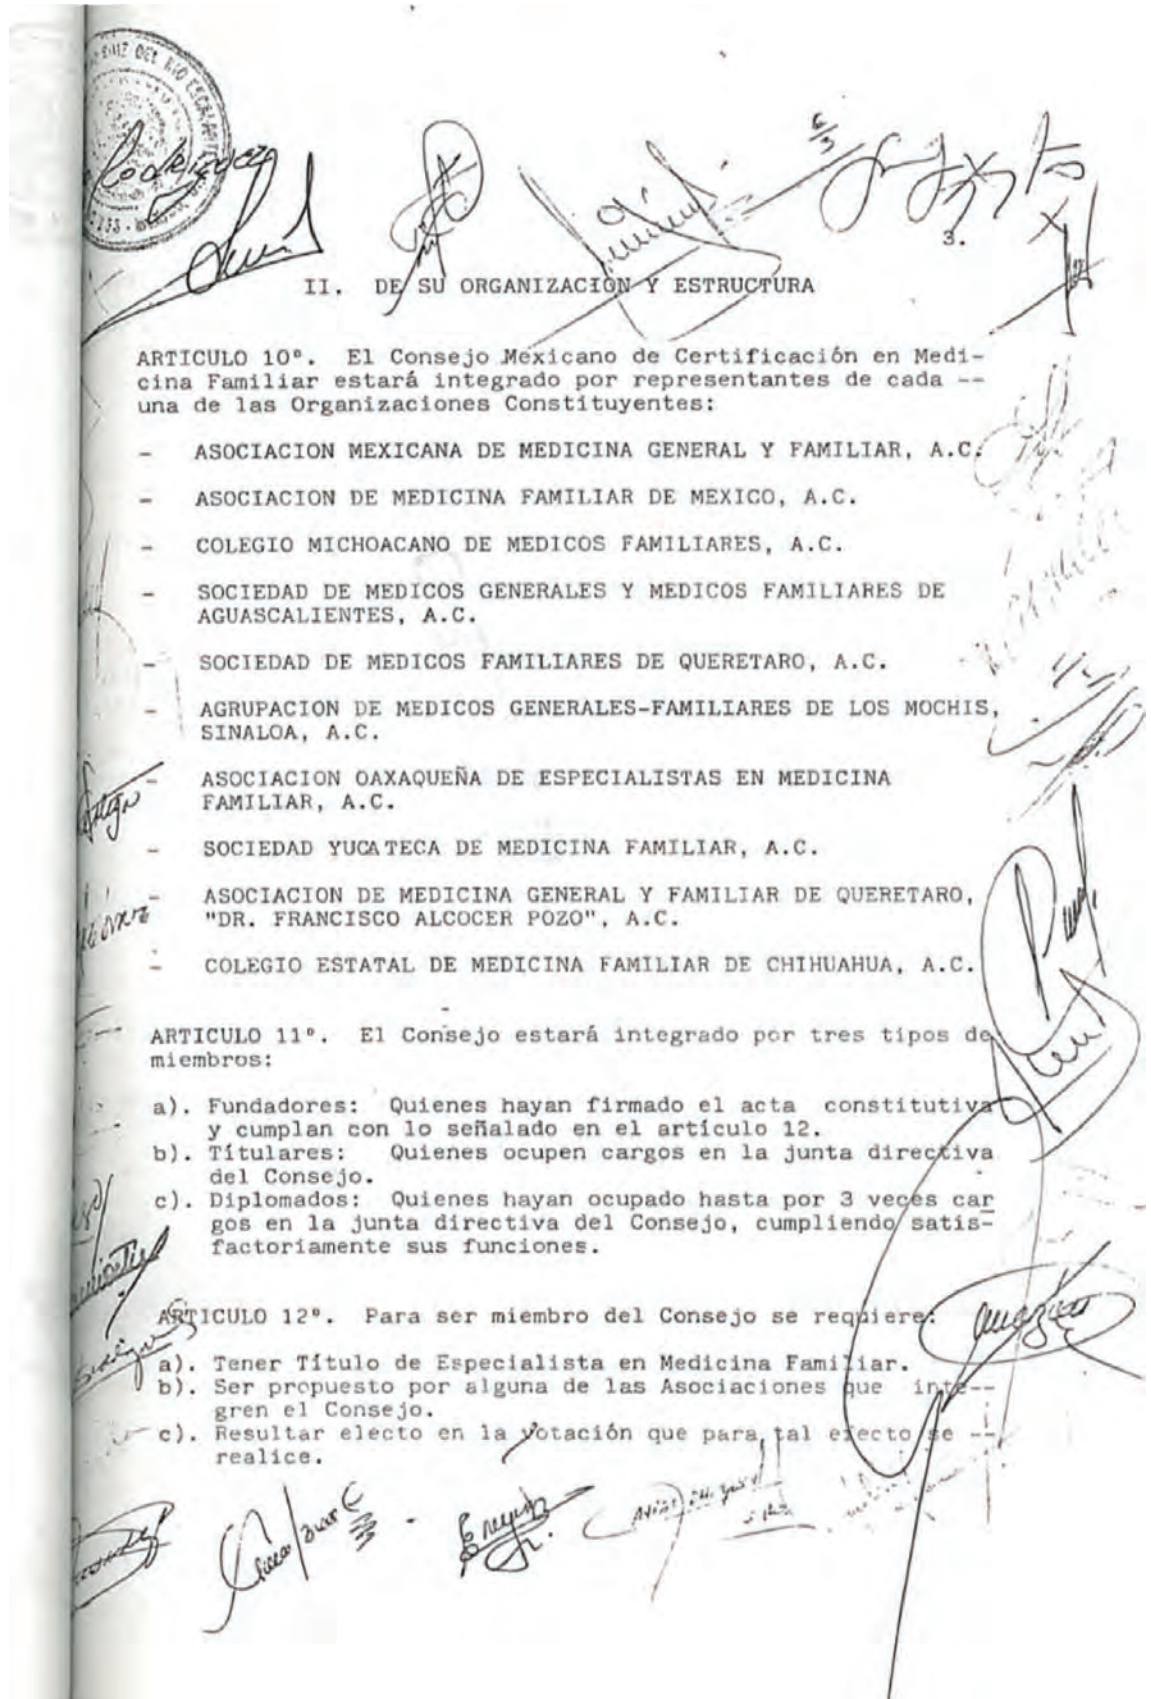 RUIZ DEL RIO ESCALANTE
Rodríguez
3.
II. DE SU ORGANIZACIÓN Y ESTRUCTURA
ARTICULO 10°. El Consejo Mexicano de Certificación en Medi-
cina Familiar estará integrado por representantes de cada --
una de las Organizaciones Constituyentes:
- ASOCIACION MEXICANA DE MEDICINA GENERAL Y FAMILIAR, A.C.
- ASOCIACION DE MEDICINA FAMILIAR DE MEXICO, A.C.
- COLEGIO MICHOACANO DE MEDICOS FAMILIARES, A.C.
- SOCIEDAD DE MEDICOS GENERALES Y MEDICOS FAMILIARES DE
AGUASCALIENTES, A.C.
- SOCIEDAD DE MEDICOS FAMILIARES DE QUERETARO, A.C.
- AGRUPACION DE MEDICOS GENERALES-FAMILIARES DE LOS MOCHIS,
SINALOA, A.C.
- ASOCIACION OAXAQUEÑA DE ESPECIALISTAS EN MEDICINA
FAMILIAR, A.C.
- SOCIEDAD YUCATECA DE MEDICINA FAMILIAR, A.C.
- ASOCIACION DE MEDICINA GENERAL Y FAMILIAR DE QUERETARO,
"DR. FRANCISCO ALCOCER POZO", A.C.
- COLEGIO ESTATAL DE MEDICINA FAMILIAR DE CHIHUAHUA, A.C.
ARTICULO 11°. El Consejo estará integrado por tres tipos de
miembros:
a). Fundadores: Quienes hayan firmado el acta constitutiva
y cumplan con lo señalado en el artículo 12.
b). Títulares: Quienes ocupen cargos en la junta directiva
del Consejo.
c). Diplomados: Quienes hayan ocupado hasta por 3 veces car
gos en la junta directiva del Consejo, cumpliendo satis-
factoriamente sus funciones.
ARTICULO 12°. Para ser miembro del Consejo se requiere:
a). Tener Título de Especialista en Medicina Familiar.
b). Ser propuesto por alguna de las Asociaciones que inte--
gren el Consejo.
c). Resultar electo en la votación que para tal efecto se --
realice.